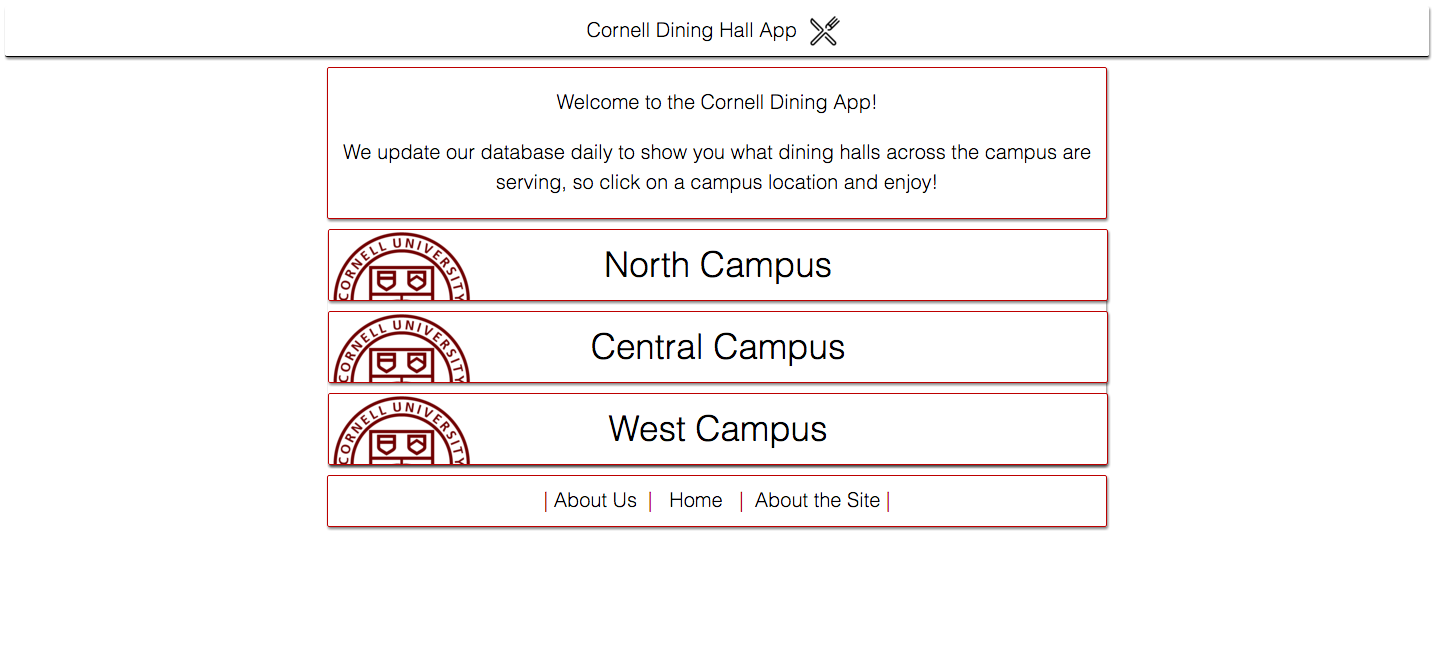 Cornell Dining Hall App
Welcome to the Cornell Dining App!
We update our database daily to show you what dining halls across the campus are
serving, so click on a campus location and enjoy!
CORNELL UNIVERSITY
North Campus
CORNELL UNIVERSITY
Central Campus
CORNELL UNIVERSITY
West Campus
| About Us | Home | About the Site |